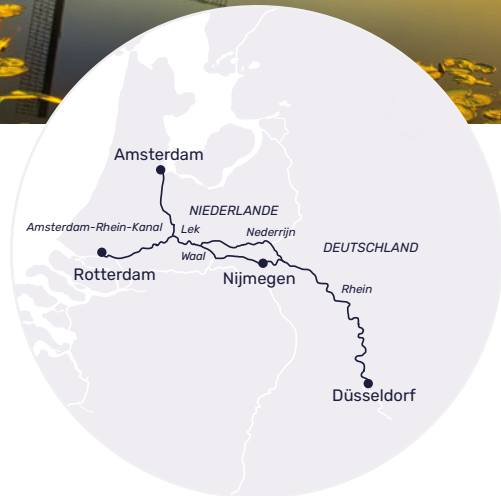 Amsterdam
NIEDERLANDE
Amsterdam-Rhein-Kanal
Lek
Nederrijn
DEUTSCHLAND
Waal
Rotterdam
Nijmegen
Rhein
Düsseldorf